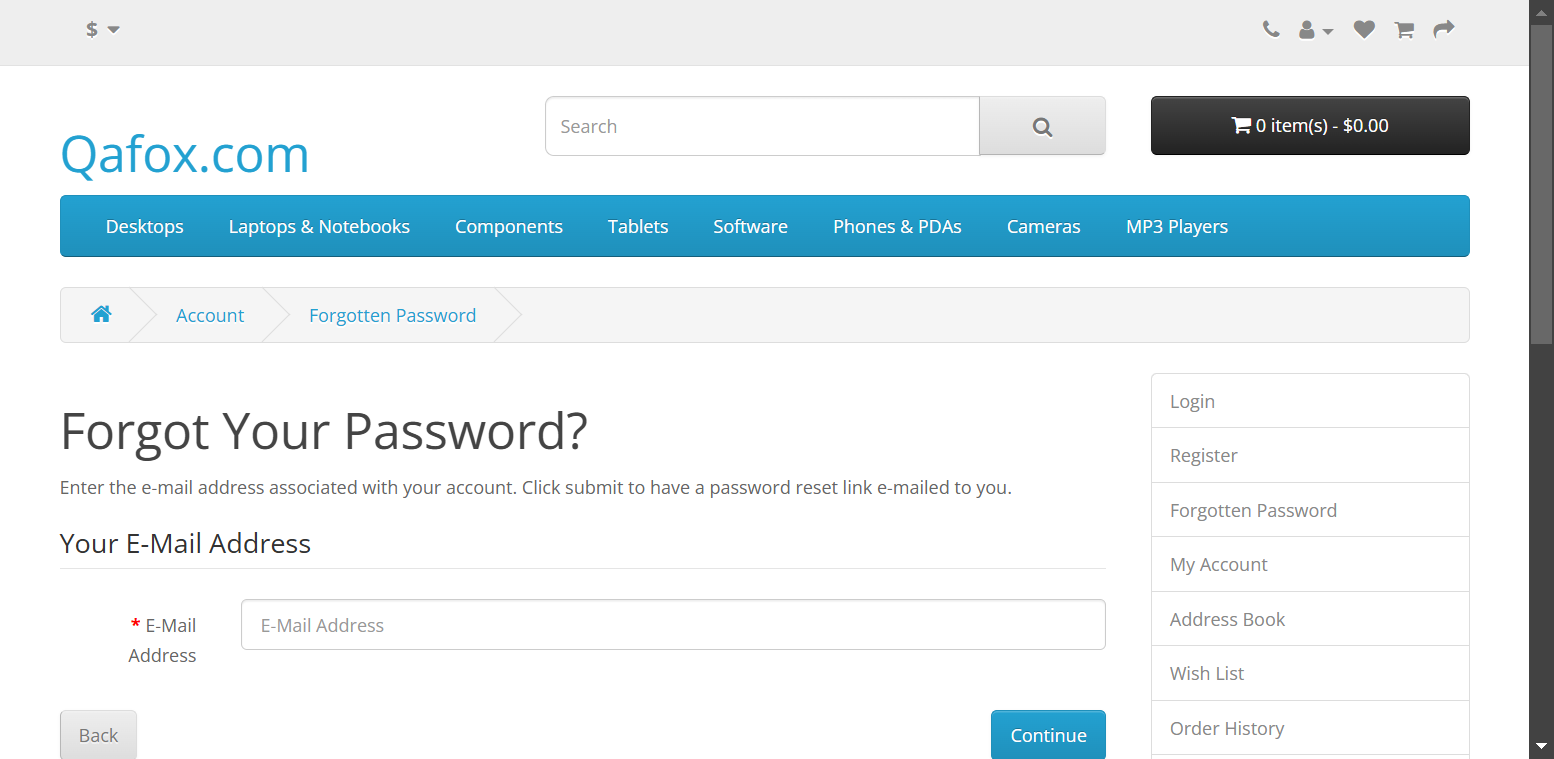 $
Search
0 item(s) - $0.00
Qafox.com
Desktops Laptops & Notebooks Components Tablets Software Phones & PDAs Cameras MP3 Players
Account Forgotten Password
Forgot Your Password?
Enter the e-mail address associated with your account. Click submit to have a password reset link e-mailed to you.
Your E-Mail Address
* E-Mail
Address
E-Mail Address
Back
Continue
Login
Register
Forgotten Password
My Account
Address Book
Wish List
Order History